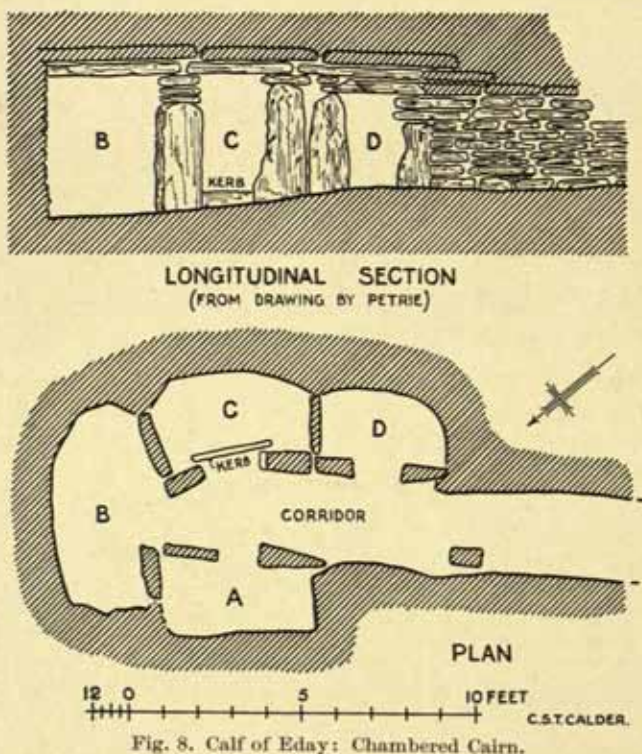 B
C
D
KERB
LONGITUDINAL SECTION
(FROM DRAWING BY PETRIE)
C
D
KERB
B
CORRIDOR
A
PLAN
12 0 5 10 FEET
C.S.T. CALDER.
Fig. 8. Calf of Eday: Chambered Cairn.